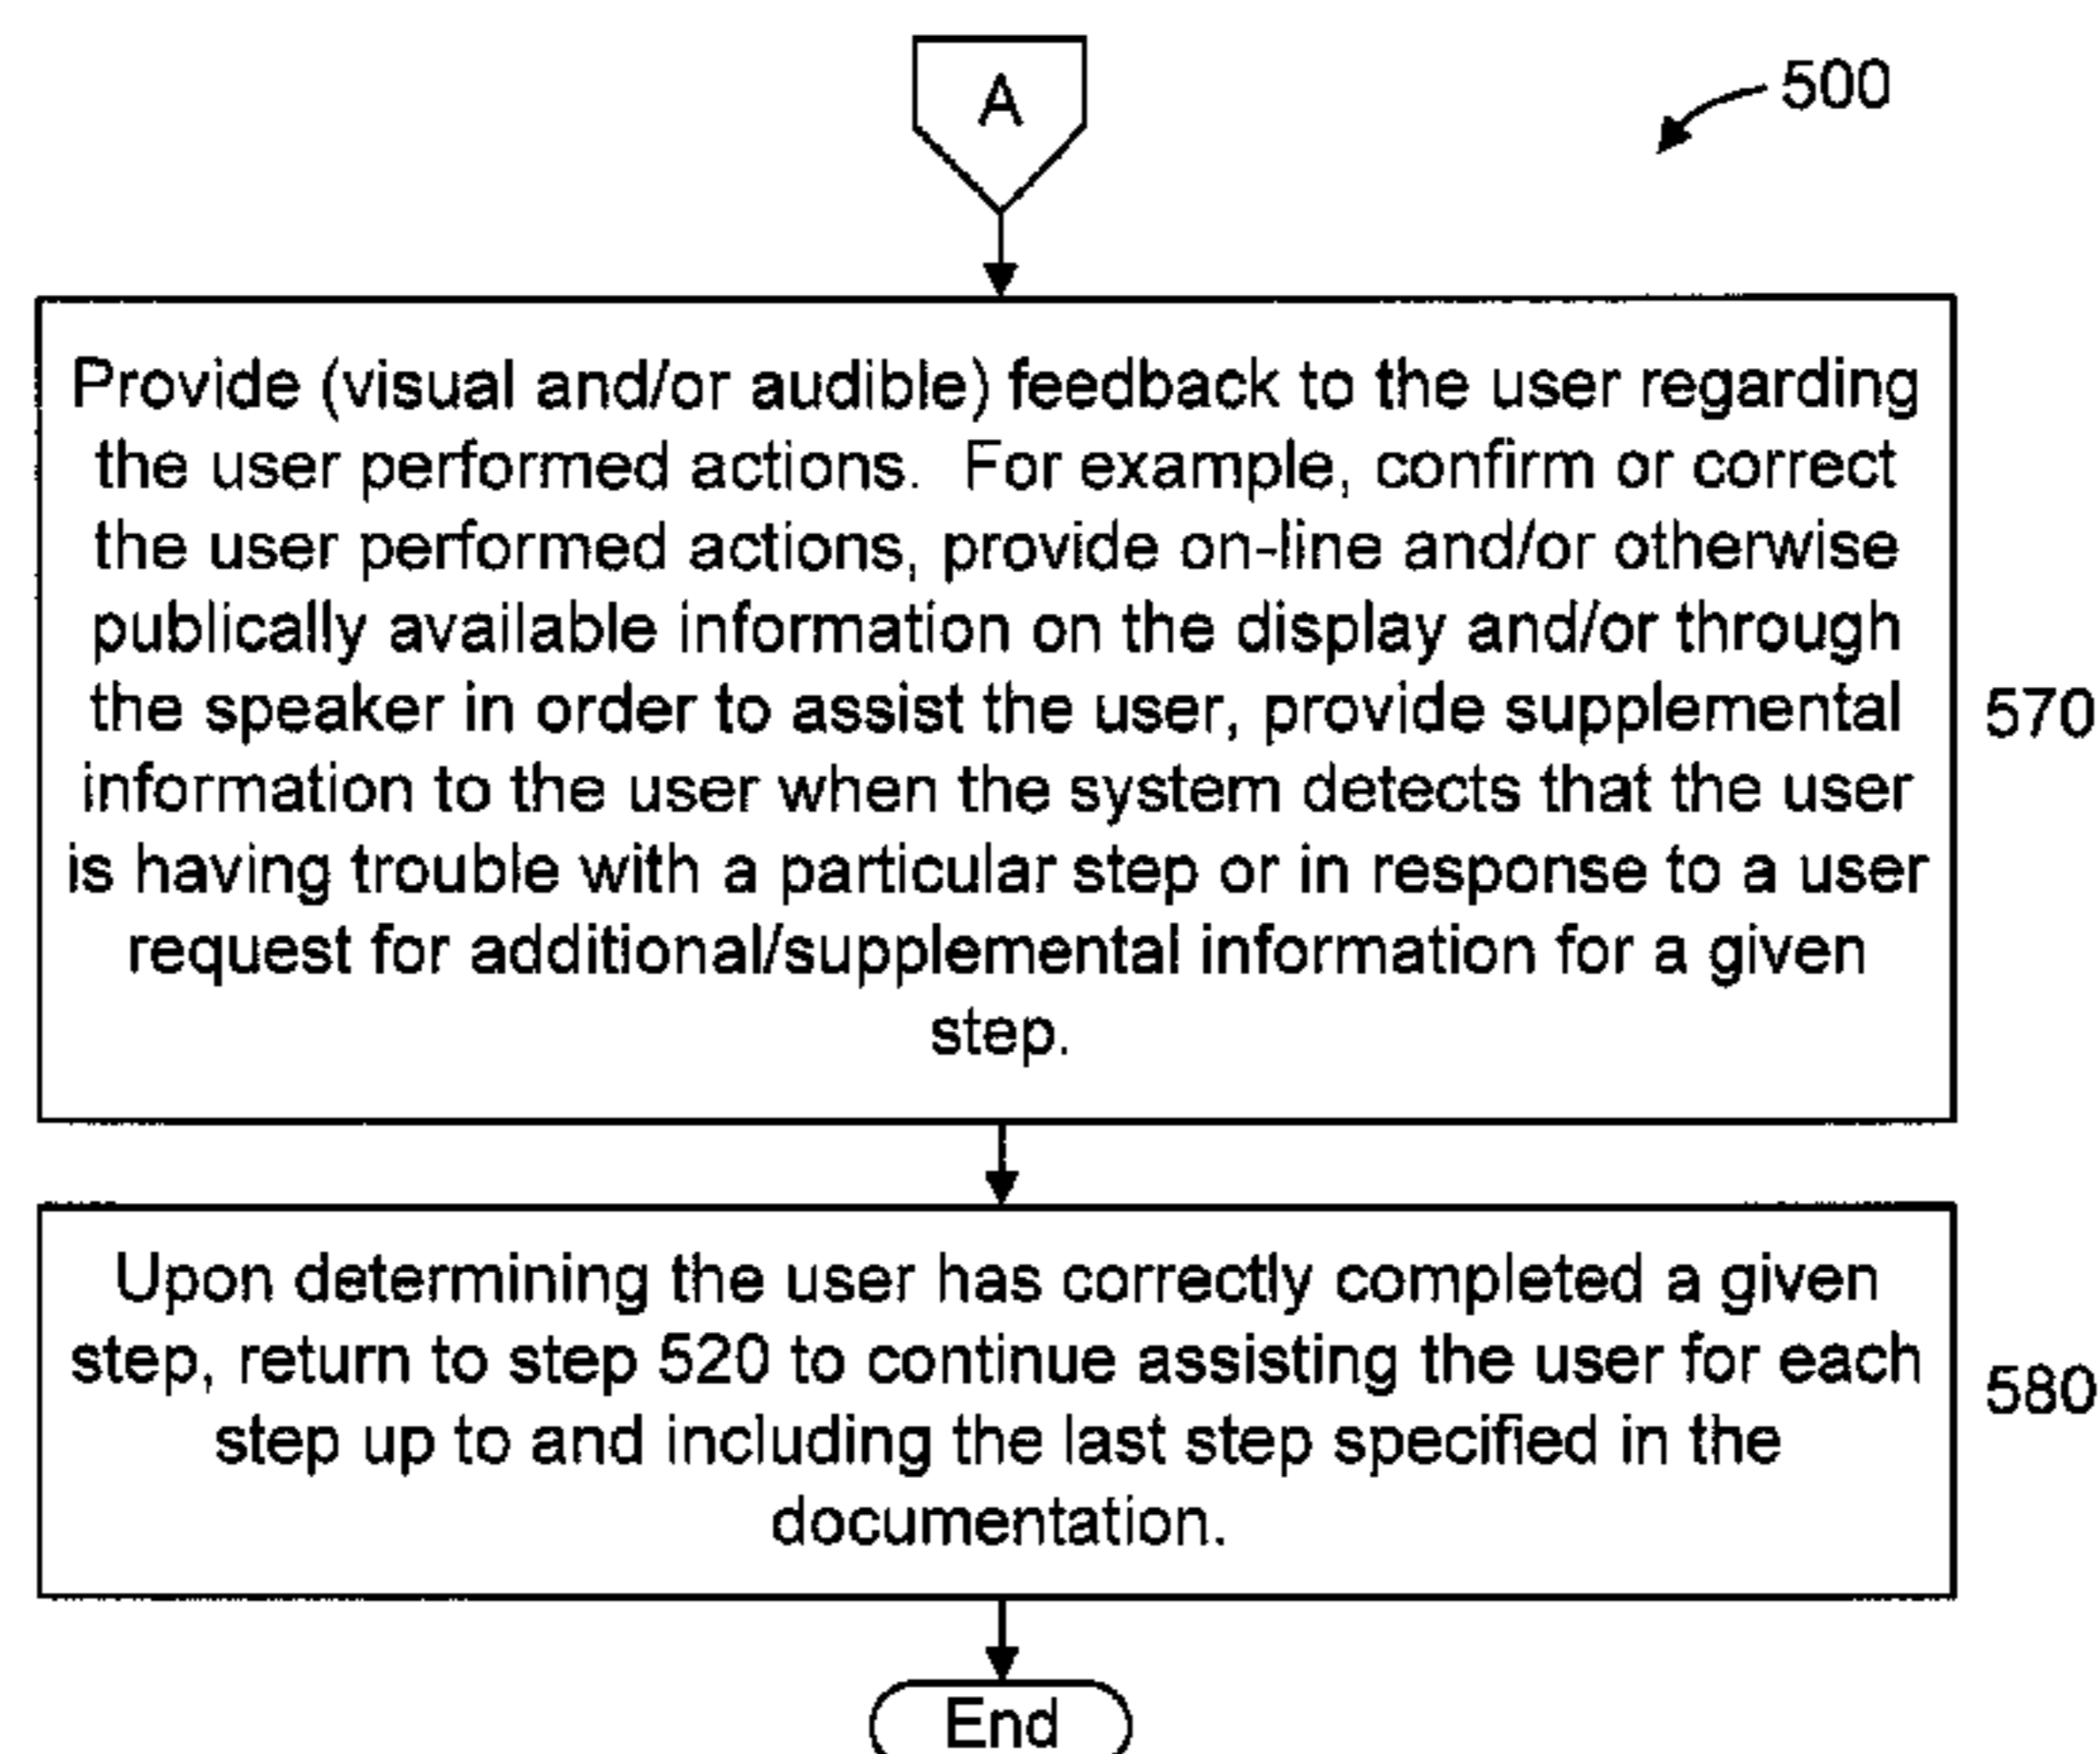 A
500
Provide (visual and/or audible) feedback to the user regarding
the user performed actions.  For example, confirm or correct
the user performed actions, provide on-line and/or otherwise
publically available information on the display and/or through
the speaker in order to assist the user, provide supplemental
information to the user when the system detects that the user
is having trouble with a particular step or in response to a user
request for additional/supplemental information for a given
step.
570
Upon determining the user has correctly completed a given
step, return to step 520 to continue assisting the user for each
step up to and including the last step specified in the
documentation.
580
End